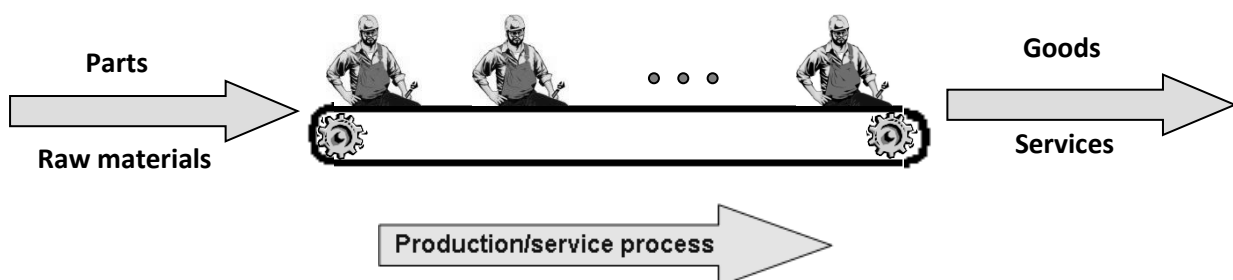 Parts
Raw materials
Goods
Services
Production/service process